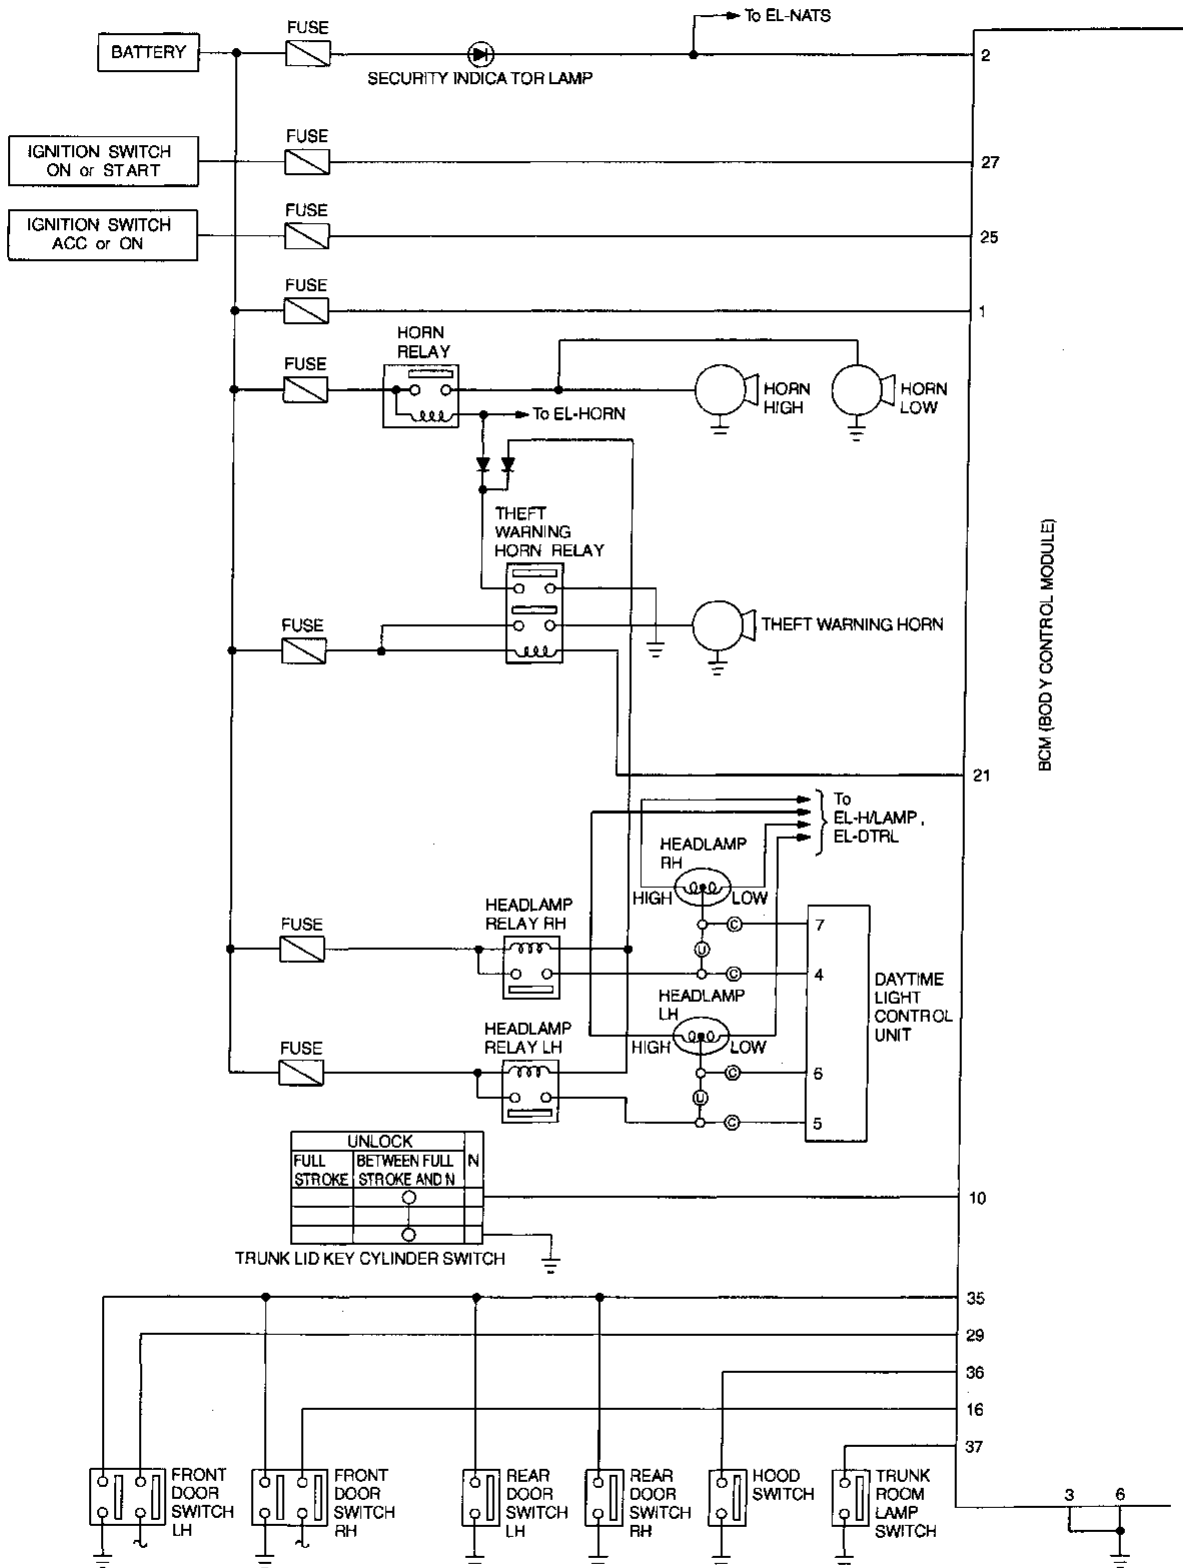 To EL-NATS
BATTERY
FUSE
2
SECURITY INDICATOR LAMP
IGNITION SWITCH
ON or START
FUSE
27
IGNITION SWITCH
ACC or ON
FUSE
25
FUSE
1
HORN
RELAY
FUSE
HORN
HIGH
HORN
LOW
To EL-HORN
THEFT
WARNING
HORN RELAY
FUSE
THEFT WARNING HORN
BCM (BODY CONTROL MODULE)
21
To
EL-H/LAMP,
EL-DTRL
HEADLAMP
RH
HIGH
LOW
HEADLAMP
RELAY RH
FUSE
C
7
U
C
4
DAYTIME
LIGHT
CONTROL
UNIT
HEADLAMP
LH
HIGH
LOW
HEADLAMP
RELAY LH
FUSE
C
6
U
C
5
UNLOCK
N
FULL
STROKE
BETWEEN FULL
STROKE AND N
10
TRUNK LID KEY CYLINDER SWITCH
35
29
36
16
37
FRONT
DOOR
SWITCH
LH
FRONT
DOOR
SWITCH
RH
REAR
DOOR
SWITCH
LH
REAR
DOOR
SWITCH
RH
HOOD
SWITCH
TRUNK
ROOM
LAMP
SWITCH
3
6